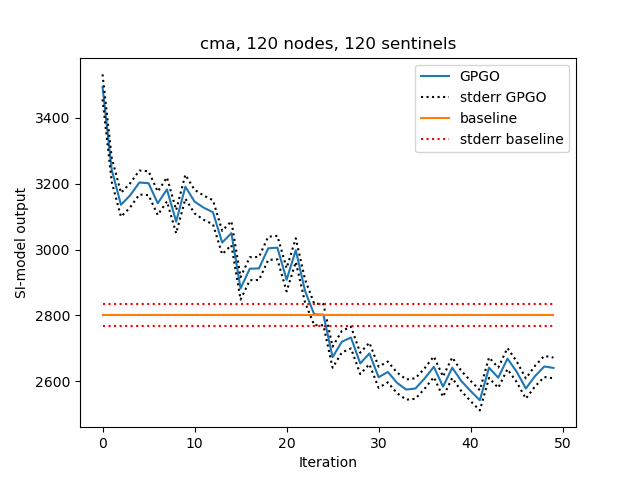 cma, 120 nodes, 120 sentinels
GPGO
stderr GPGO
baseline
stderr baseline
SI-model output
3400
3200
3000
2800
2600
0 10 20 30 40 50
Iteration